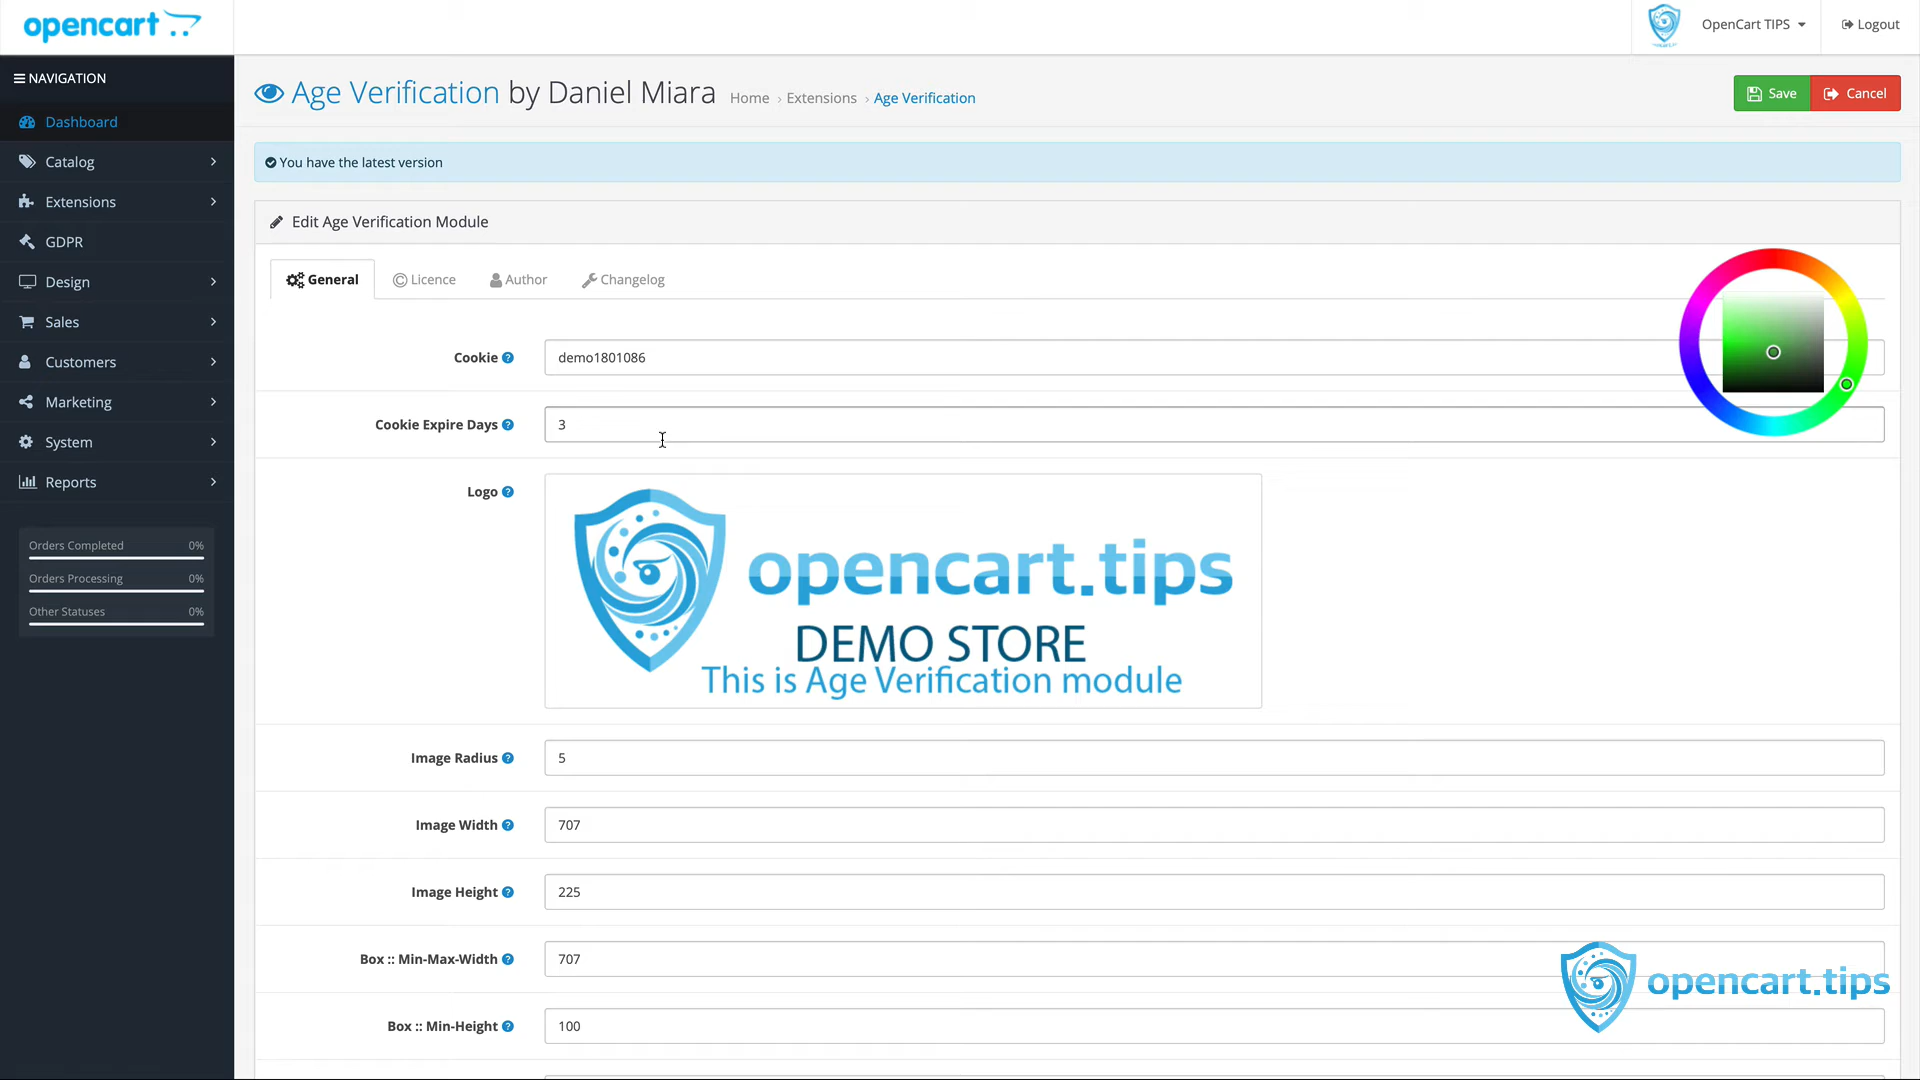 opencart
OpenCart TIPS
Logout
NAVIGATION
Dashboard
Catalog
Extensions
GDPR
Design
Sales
Customers
Marketing
System
Reports
Orders Completed 0%
Orders Processing 0%
Other Statuses 0%
Age Verification by Daniel Miara
Home › Extensions › Age Verification
Save
Cancel
You have the latest version
Edit Age Verification Module
General
Licence
Author
Changelog
Cookie ? demo1801086
Cookie Expire Days ? 3
Logo ?
opencart.tips
DEMO STORE
This is Age Verification module
Image Radius ? 5
Image Width ? 707
Image Height ? 225
Box :: Min-Max-Width ? 707
Box :: Min-Height ? 100
opencart.tips